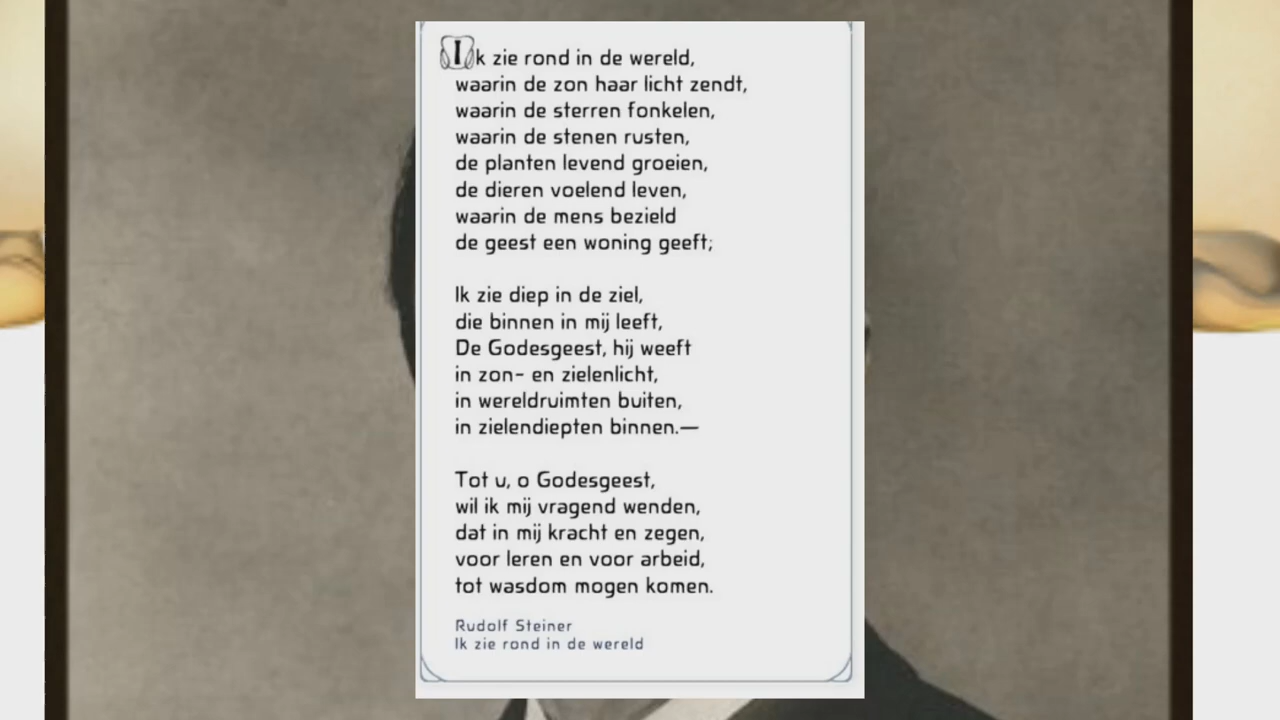 Ik zie rond in de wereld,
waarin de zon haar licht zendt,
waarin de sterren fonkelen,
waarin de stenen rusten,
de planten levend groeien,
de dieren voelend leven,
waarin de mens bezield
de geest een woning geeft;
Ik zie diep in de ziel,
die binnen in mij leeft,
De Godesgeest, hij weeft
in zon- en zielenlicht,
in wereldruimten buiten,
in zielendiepten binnen.—
Tot u, o Godesgeest,
wil ik mij vragend wenden,
dat in mij kracht en zegen,
voor leren en voor arbeid,
tot wasdom mogen komen.
Rudolf Steiner
Ik zie rond in de wereld